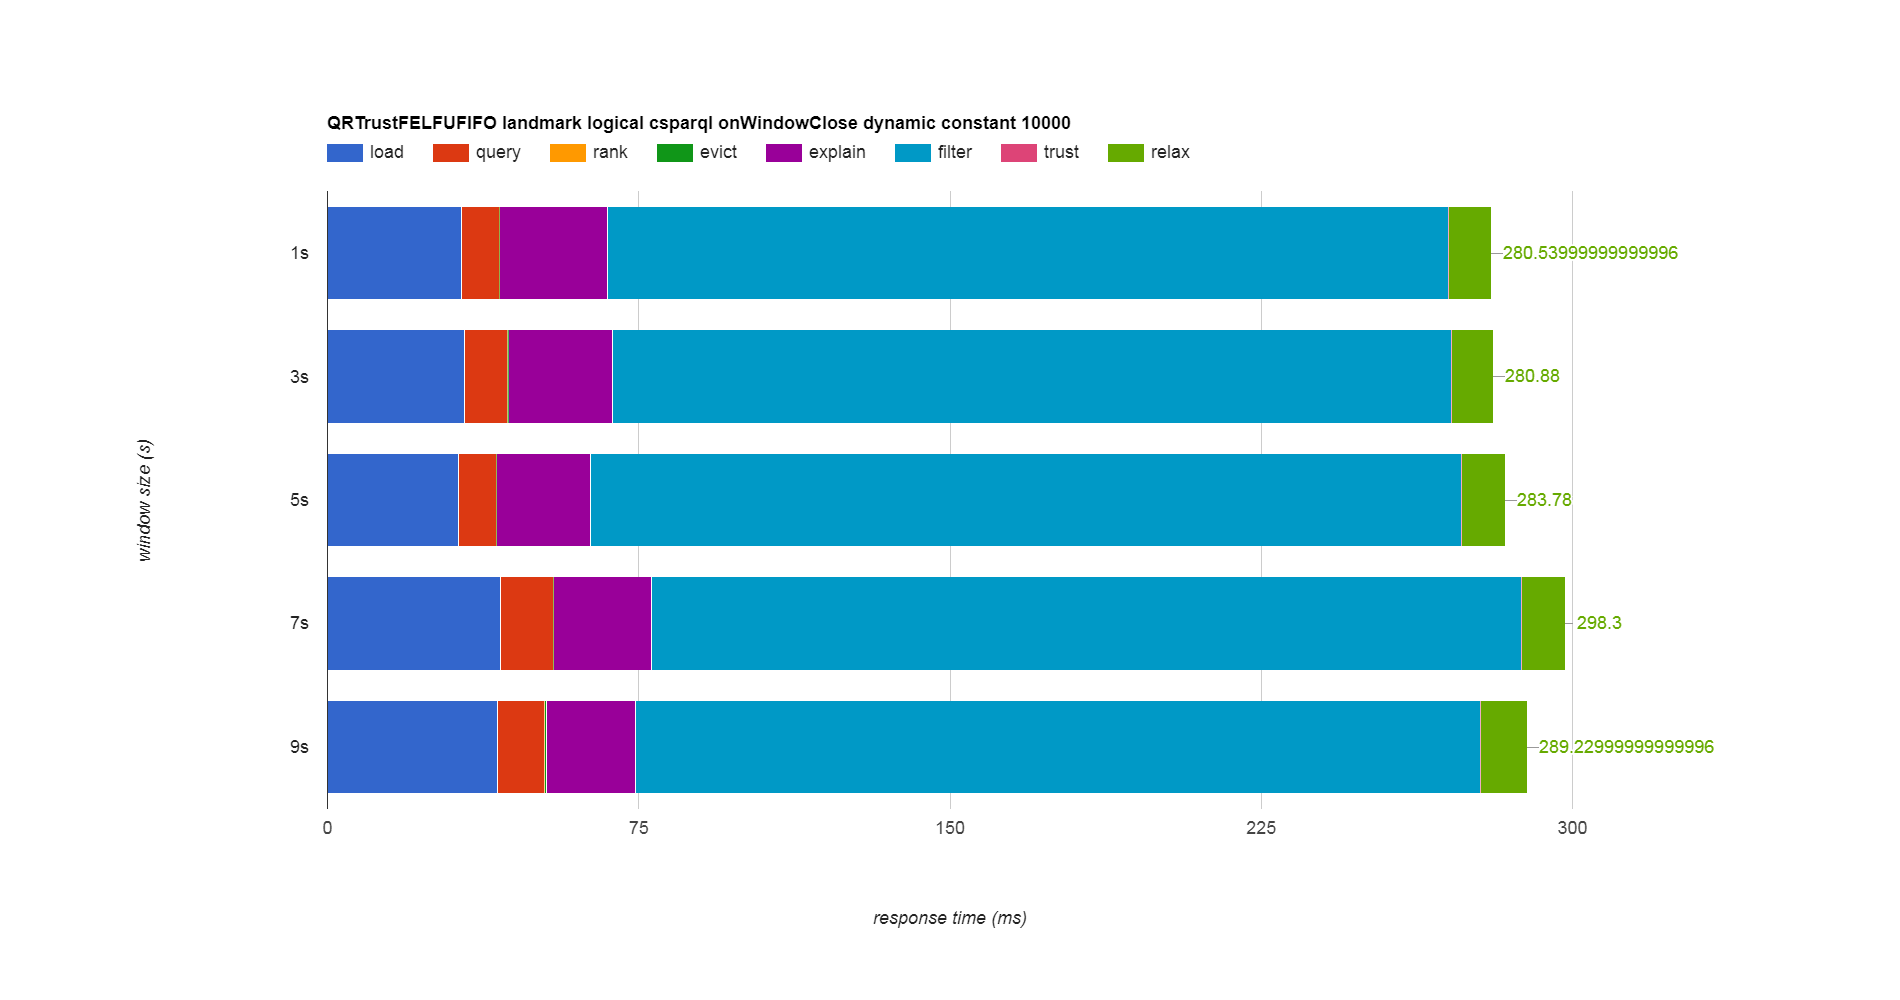 QRTrustFELFUFIFO landmark logical csparql onWindowClose dynamic constant 10000
load query rank evict explain filter trust relax
1s 280.53999999999996
3s 280.88
5s 283.78
7s 298.3
9s 289.22999999999996
0 75 150 225 300
response time (ms)
window size (s)